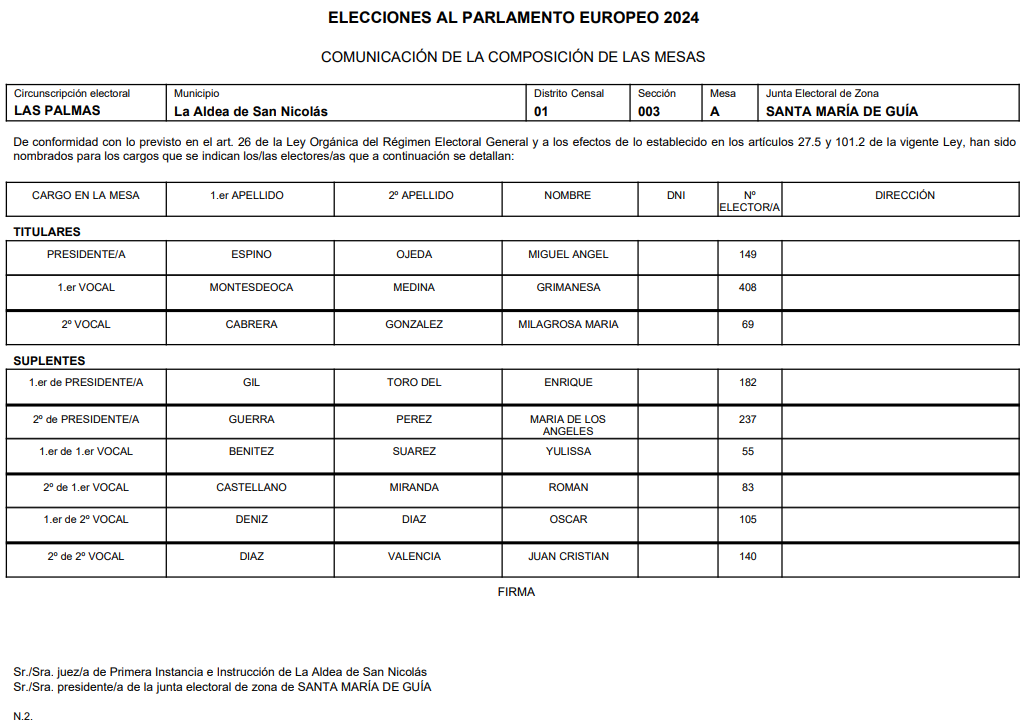 ELECCIONES AL PARLAMENTO EUROPEO 2024
COMUNICACIÓN DE LA COMPOSICIÓN DE LAS MESAS
Circunscripción electoral Municipio Distrito Censal Sección Mesa Junta Electoral de Zona
LAS PALMAS La Aldea de San Nicolás 01 003 A SANTA MARÍA DE GUÍA
De conformidad con lo previsto en el art. 26 de la Ley Orgánica del Régimen Electoral General y a los efectos de lo establecido en los artículos 27.5 y 101.2 de la vigente Ley, han sido
nombrados para los cargos que se indican los/las electores/as que a continuación se detallan:
CARGO EN LA MESA 1.er APELLIDO 2º APELLIDO NOMBRE DNI Nº DIRECCIÓN
ELECTOR/A
TITULARES
PRESIDENTE/A ESPINO OJEDA MIGUEL ANGEL 149
1.er VOCAL MONTESDEOCA MEDINA GRIMANESA 408
2º VOCAL CABRERA GONZALEZ MILAGROSA MARIA 69
SUPLENTES
1.er de PRESIDENTE/A GIL TORO DEL ENRIQUE 182
2º de PRESIDENTE/A GUERRA PEREZ MARIA DE LOS 237
ANGELES
1.er de 1.er VOCAL BENITEZ SUAREZ YULISSA 55
2º de 1.er VOCAL CASTELLANO MIRANDA ROMAN 83
1.er de 2º VOCAL DENIZ DIAZ OSCAR 105
2º de 2º VOCAL DIAZ VALENCIA JUAN CRISTIAN 140
FIRMA
Sr./Sra. juez/a de Primera Instancia e Instrucción de La Aldea de San Nicolás
Sr./Sra. presidente/a de la junta electoral de zona de SANTA MARÍA DE GUÍA
N.2.